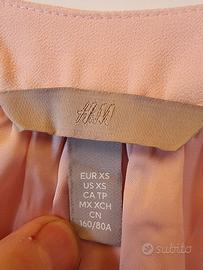 H&M
EUR XS
US XS
CA TP
MX XCH
CN
160/80A
subito